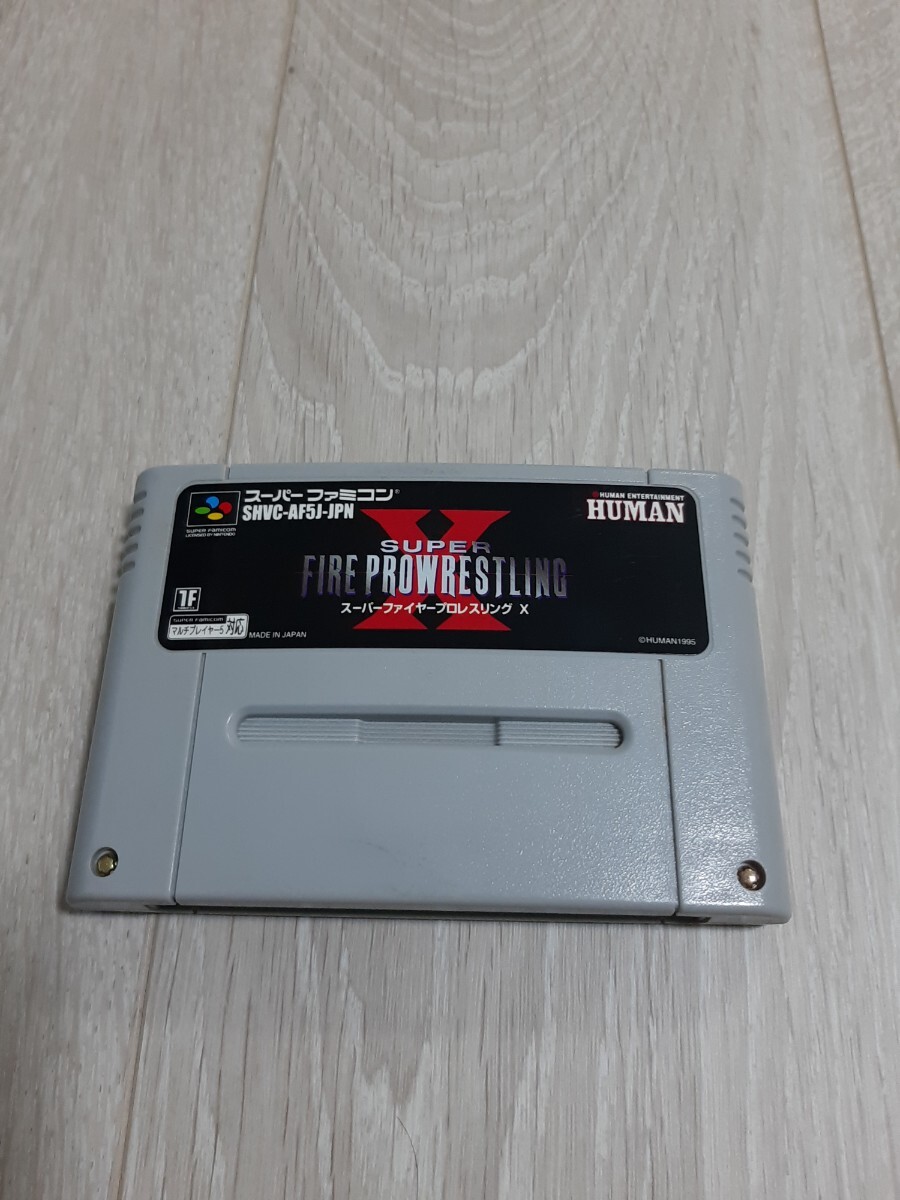 スーパーファミコン®
SHVC-AF5J-JPN
SUPER FAMICOM
LICENSED BY NINTENDO
HUMAN ENTERTAINMENT
HUMAN
X
SUPER
FIRE PROWRESTLING
スーパーファイヤープロレスリング X
1F
SUPER FAMICOM
マルチプレイヤー5 対応
MADE IN JAPAN
©HUMAN1995